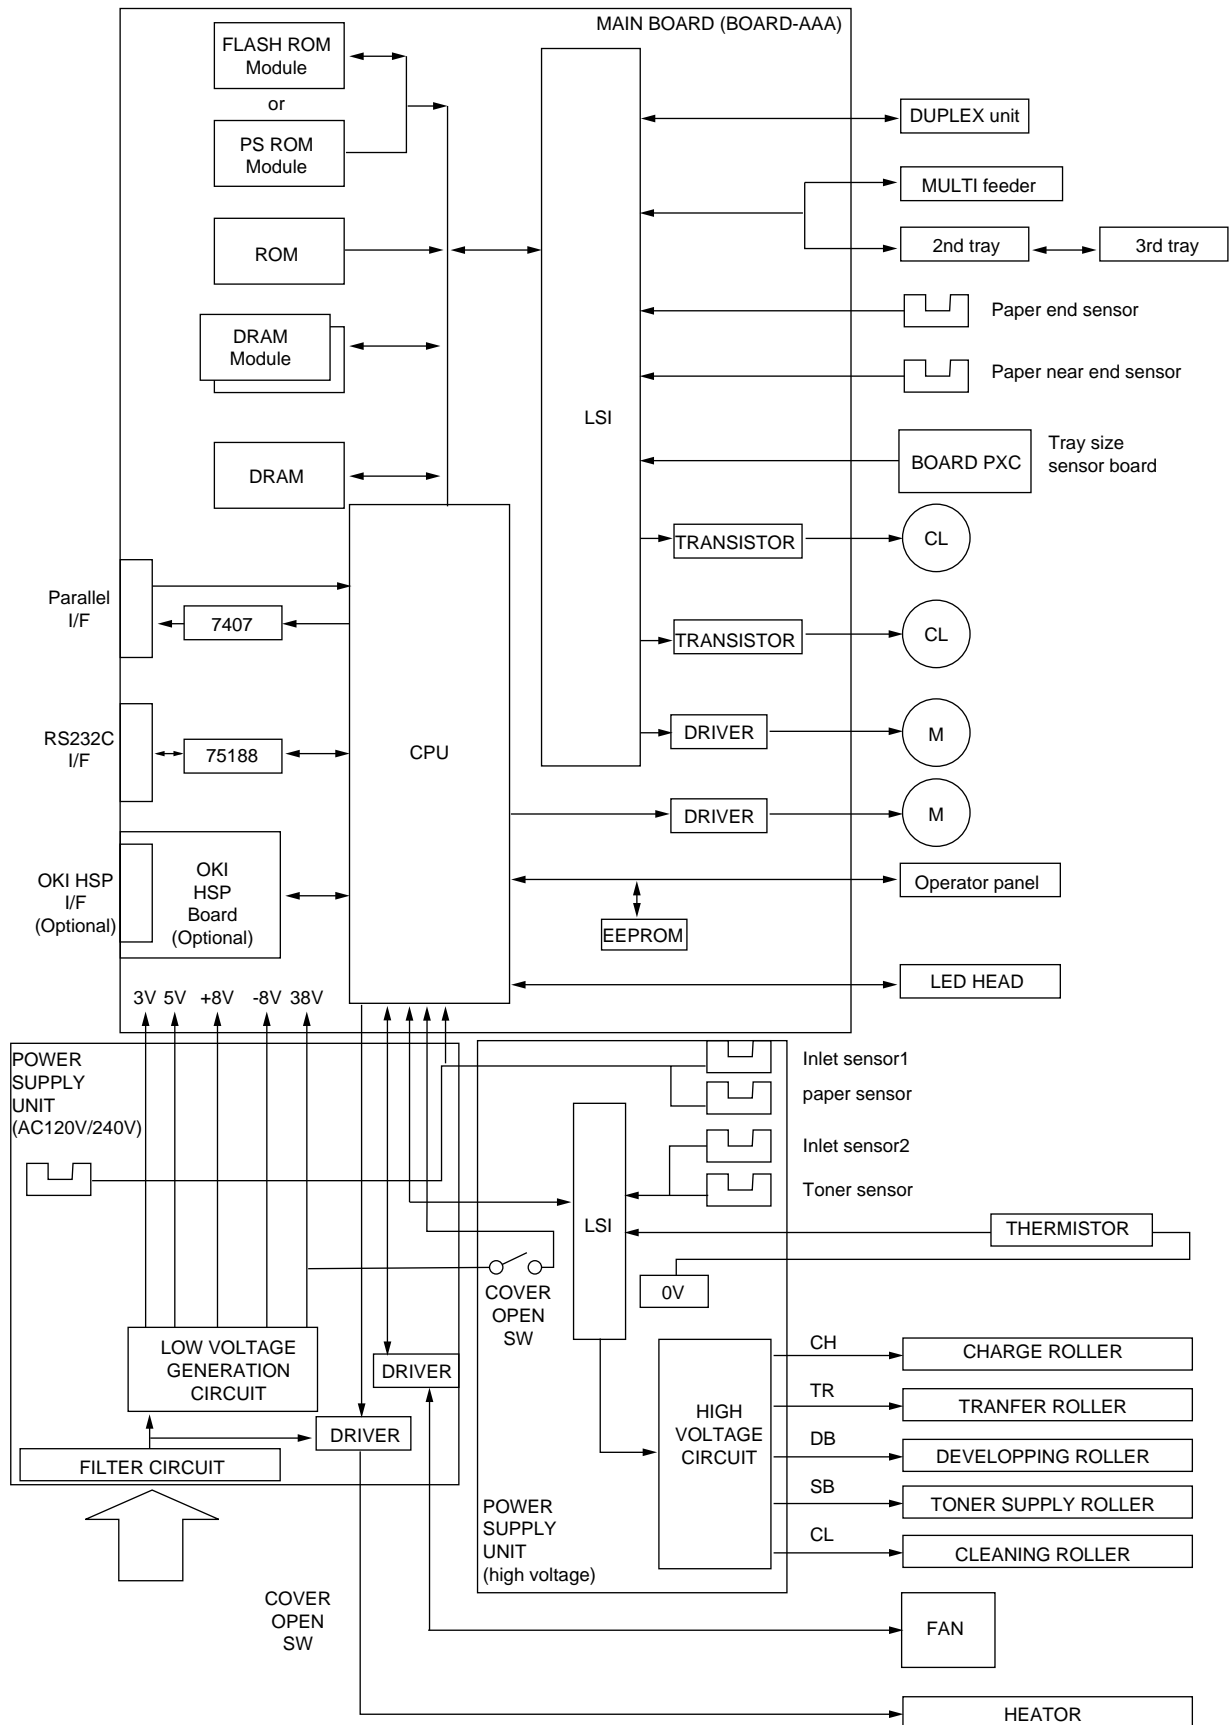 MAIN BOARD (BOARD-AAA)
FLASH ROM
Module
or
PS ROM
Module
ROM
DRAM
Module
DRAM
LSI
DUPLEX unit
MULTI feeder
2nd tray
3rd tray
Paper end sensor
Paper near end sensor
BOARD PXC
Tray size
sensor board
TRANSISTOR
CL
TRANSISTOR
CL
DRIVER
M
DRIVER
M
Parallel
I/F
7407
RS232C
I/F
75188
CPU
OKI HSP
I/F
(Optional)
OKI
HSP
Board
(Optional)
Operator panel
EEPROM
LED HEAD
3V
5V
+8V
-8V
38V
POWER
SUPPLY
UNIT
(AC120V/240V)
Inlet sensor1
paper sensor
Inlet sensor2
Toner sensor
LSI
THERMISTOR
0V
COVER
OPEN
SW
LOW VOLTAGE
GENERATION
CIRCUIT
DRIVER
DRIVER
FILTER CIRCUIT
HIGH
VOLTAGE
CIRCUIT
CH
CHARGE ROLLER
TR
TRANFER ROLLER
DB
DEVELOPPING ROLLER
SB
TONER SUPPLY ROLLER
CL
CLEANING ROLLER
POWER
SUPPLY
UNIT
(high voltage)
COVER
OPEN
SW
FAN
HEATOR